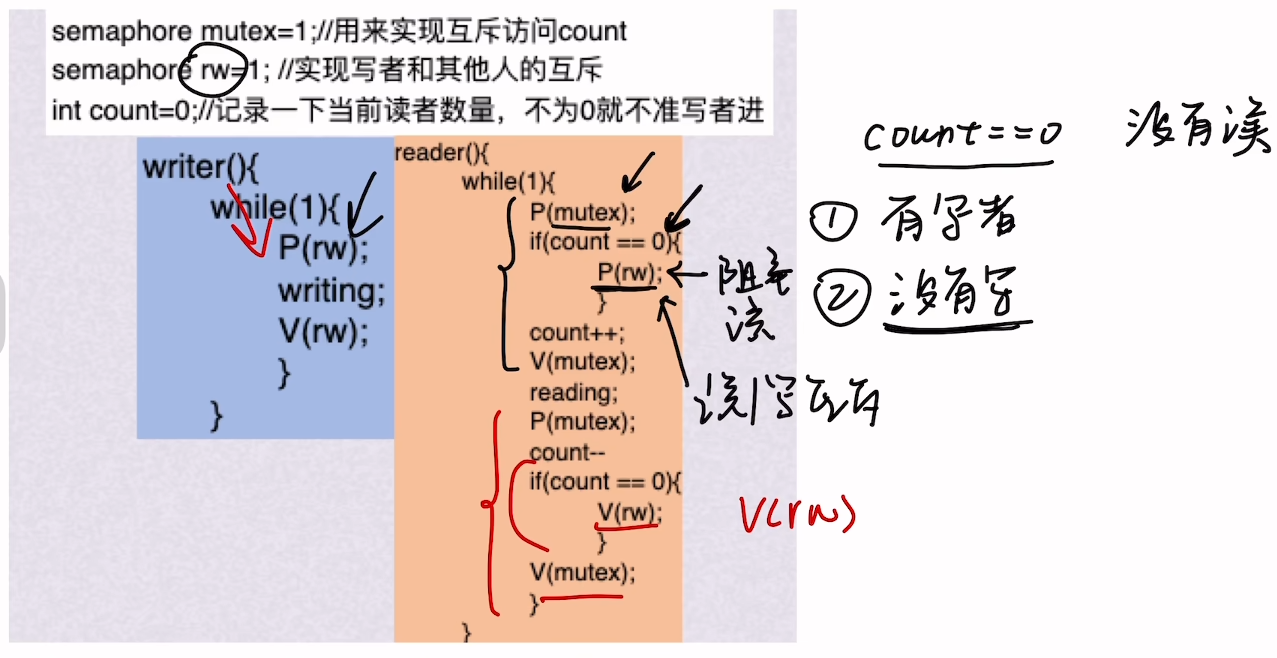 semaphore mutex=1;//用来实现互斥访问count
semaphore rw=1; //实现写者和其他人的互斥
int count=0;//记录一下当前读者数量，不为0就不准写者进
writer(){
while(1){
P(rw);
writing;
V(rw);
}
}
reader(){
while(1){
P(mutex);
if(count == 0){
P(rw);
}
count++;
V(mutex);
reading;
P(mutex);
count--
if(count == 0){
V(rw);
}
V(mutex);
}
}
count==0 没有读
① 有写者
② 没有写
阻塞
读
读/写互斥
V(rw)